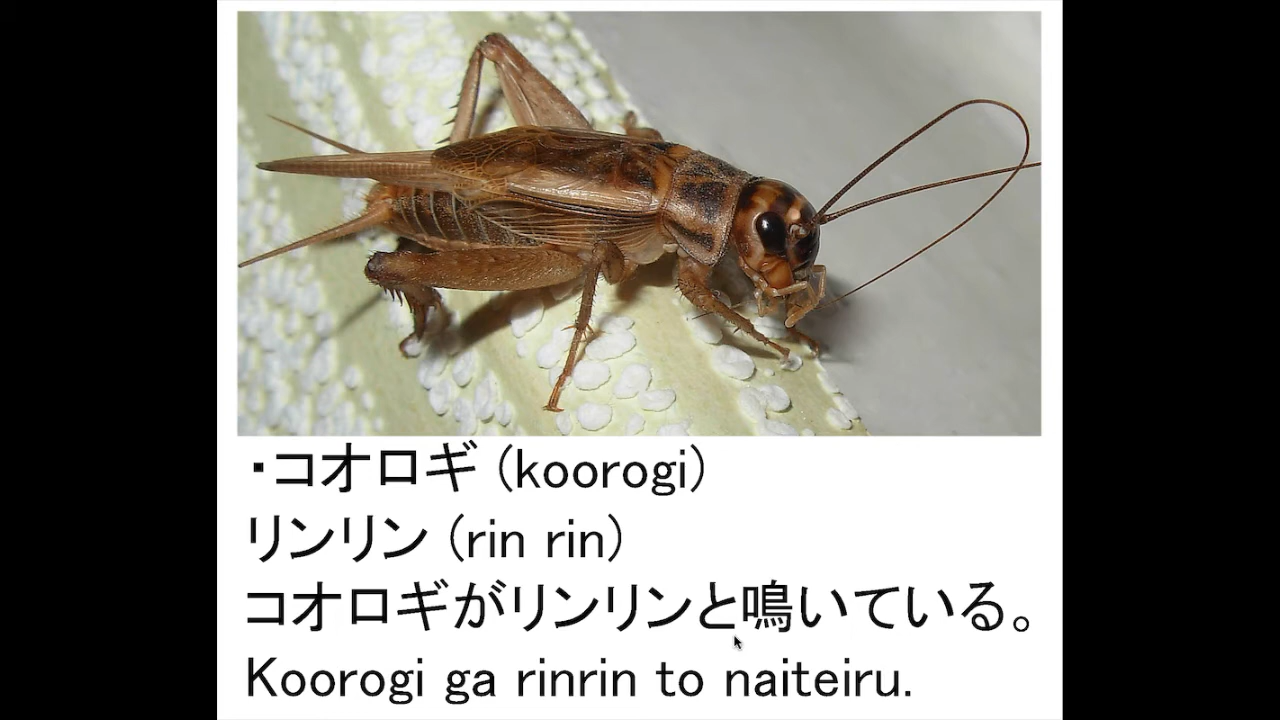 ・コオロギ (koorogi)
リンリン (rin rin)
コオロギがリンリンと鳴いている。
Koorogi ga rinrin to naiteiru.